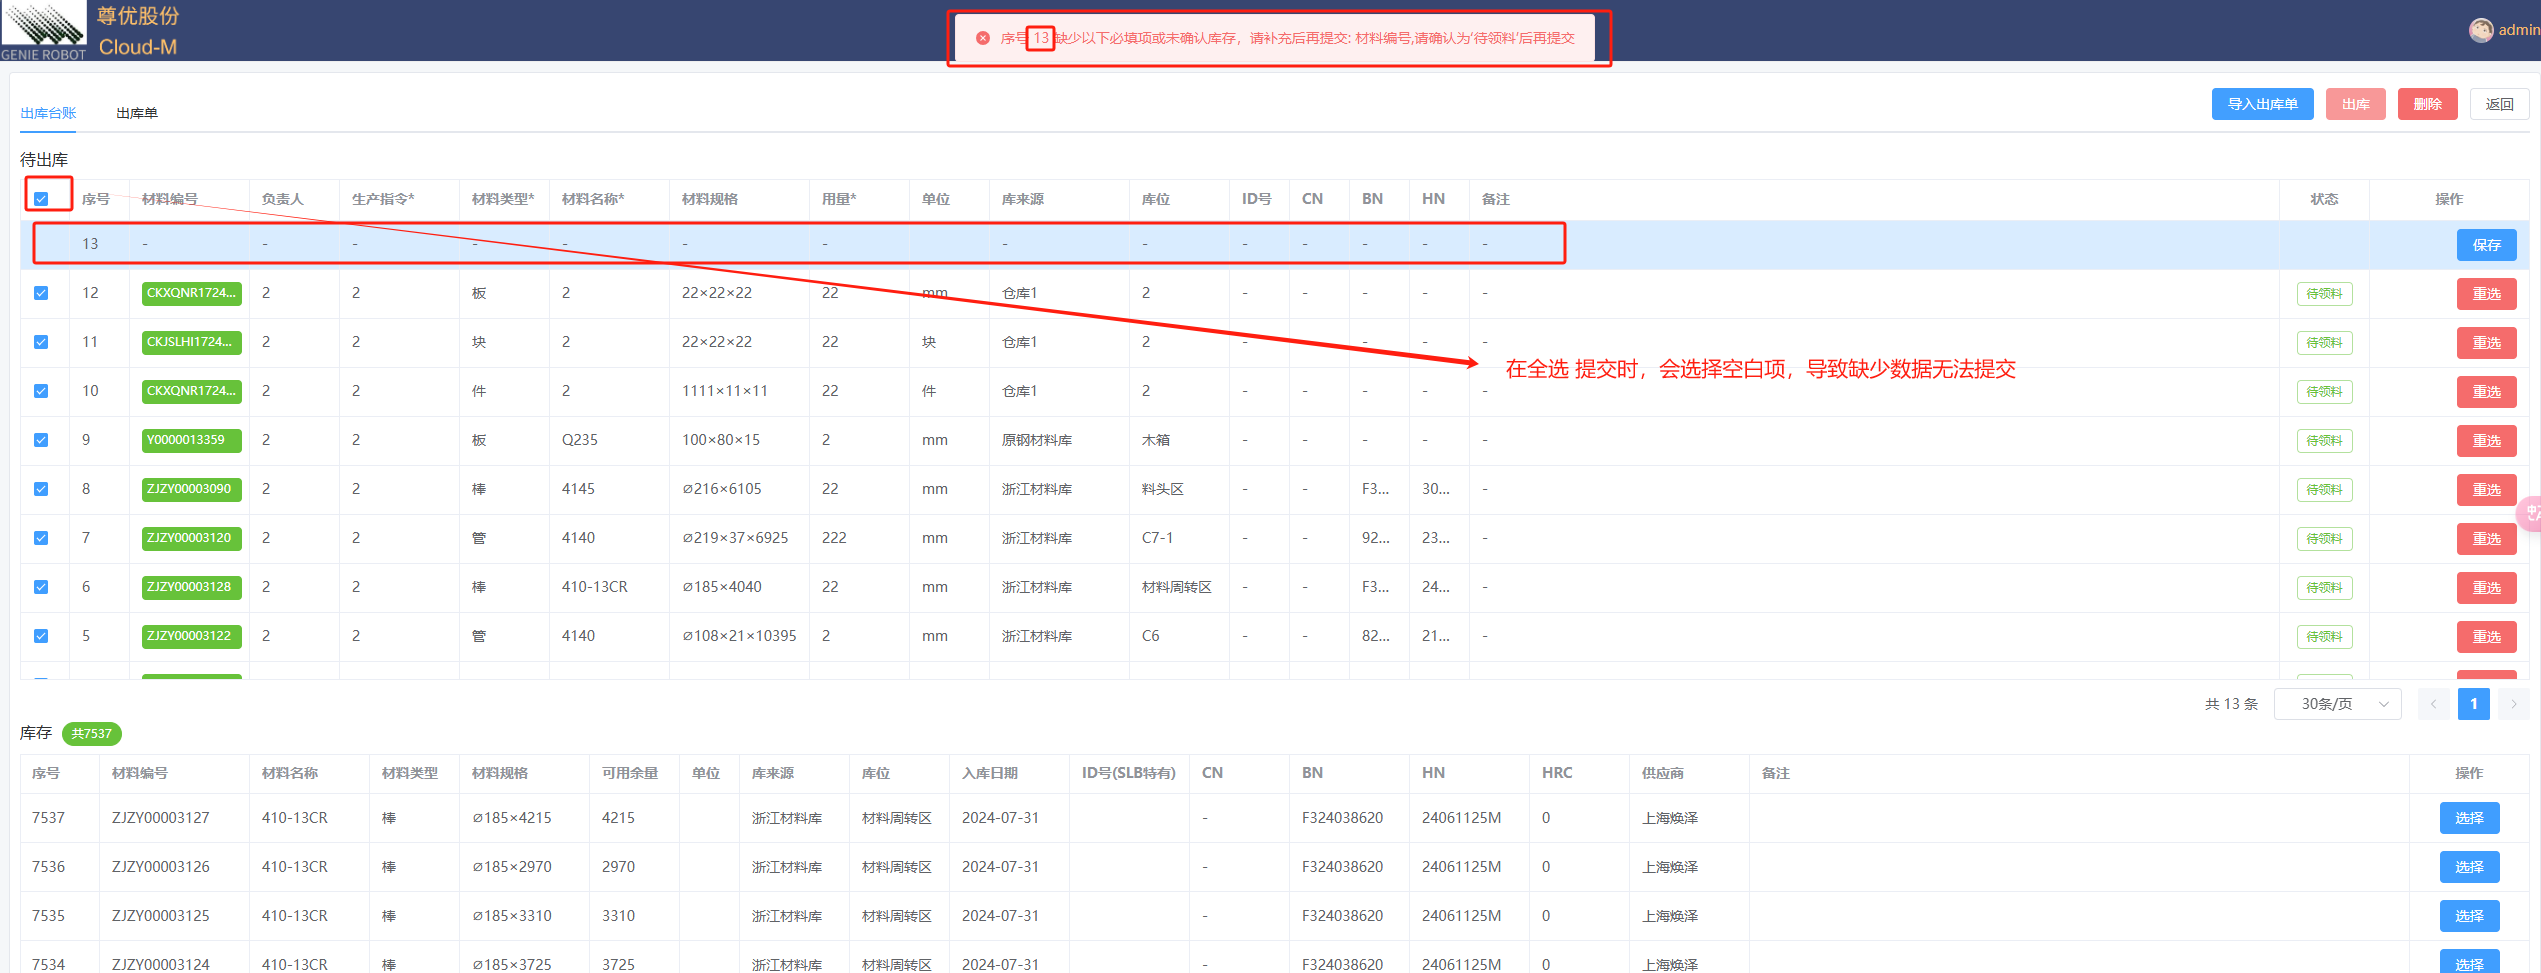 尊优股份
Cloud-M
GENIE ROBOT
序号 13 缺少以下必填项或未确认库存，请补充后再提交: 材料编号,请确认为'待领料'后再提交
admin
出库台账 出库单
导入出库单 出库 删除 返回
待出库
序号 材料编号 负责人 生产指令* 材料类型* 材料名称* 材料规格 用量* 单位 库来源 库位 ID号 CN BN HN 备注 状态 操作
13 - - - - - - - - - - - - - - 保存
12 CKXQNR1724... 2 2 板 2 22×22×22 22 mm 仓库1 2 - - - - - 待领料 重选
11 CKJSLHI1724... 2 2 块 2 22×22×22 22 块 仓库1 2 - - - - - 待领料 重选
在全选 提交时，会选择空白项，导致缺少数据无法提交
10 CKXQNR1724... 2 2 件 2 1111×11×11 22 件 仓库1 2 - - - - - 待领料 重选
9 Y0000013359 2 2 板 Q235 100×80×15 2 mm 原钢材料库 木箱 - - - - - 待领料 重选
8 ZJZY00003090 2 2 棒 4145 ∅216×6105 22 mm 浙江材料库 料头区 - - F3... 30... - 待领料 重选
7 ZJZY00003120 2 2 管 4140 ∅219×37×6925 222 mm 浙江材料库 C7-1 - - 92... 23... - 待领料 重选
6 ZJZY00003128 2 2 棒 410-13CR ∅185×4040 22 mm 浙江材料库 材料周转区 - - F3... 24... - 待领料 重选
5 ZJZY00003122 2 2 管 4140 ∅108×21×10395 2 mm 浙江材料库 C6 - - 82... 21... - 待领料 重选
共 13 条 30条/页 1
库存 共7537
序号 材料编号 材料名称 材料类型 材料规格 可用余量 单位 库来源 库位 入库日期 ID号(SLB特有) CN BN HN HRC 供应商 备注 操作
7537 ZJZY00003127 410-13CR 棒 ∅185×4215 4215 浙江材料库 材料周转区 2024-07-31 - F324038620 24061125M 0 上海焕泽 选择
7536 ZJZY00003126 410-13CR 棒 ∅185×2970 2970 浙江材料库 材料周转区 2024-07-31 - F324038620 24061125M 0 上海焕泽 选择
7535 ZJZY00003125 410-13CR 棒 ∅185×3310 3310 浙江材料库 材料周转区 2024-07-31 - F324038620 24061125M 0 上海焕泽 选择
7534 ZJZY00003124 410-13CR 棒 ∅185×3725 3725 浙江材料库 材料周转区 2024-07-31 - F324038620 24061125M 0 上海焕泽 选择